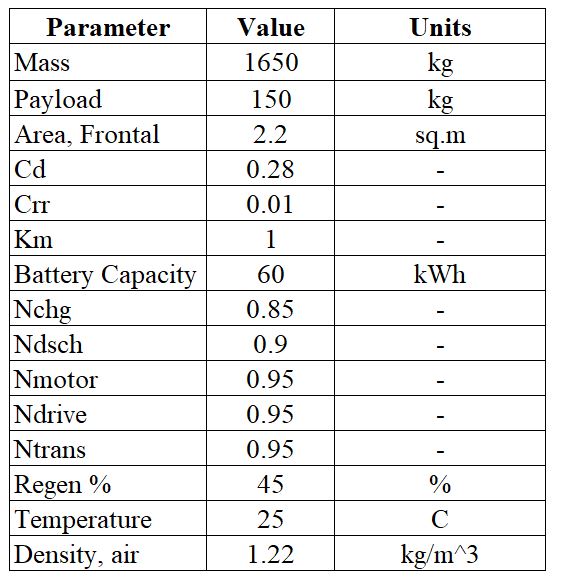 Parameter Value Units
Mass 1650 kg
Payload 150 kg
Area, Frontal 2.2 sq.m
Cd 0.28 -
Crr 0.01 -
Km 1 -
Battery Capacity 60 kWh
Nchg 0.85 -
Ndsch 0.9 -
Nmotor 0.95 -
Ndrive 0.95 -
Ntrans 0.95 -
Regen % 45 %
Temperature 25 C
Density, air 1.22 kg/m^3